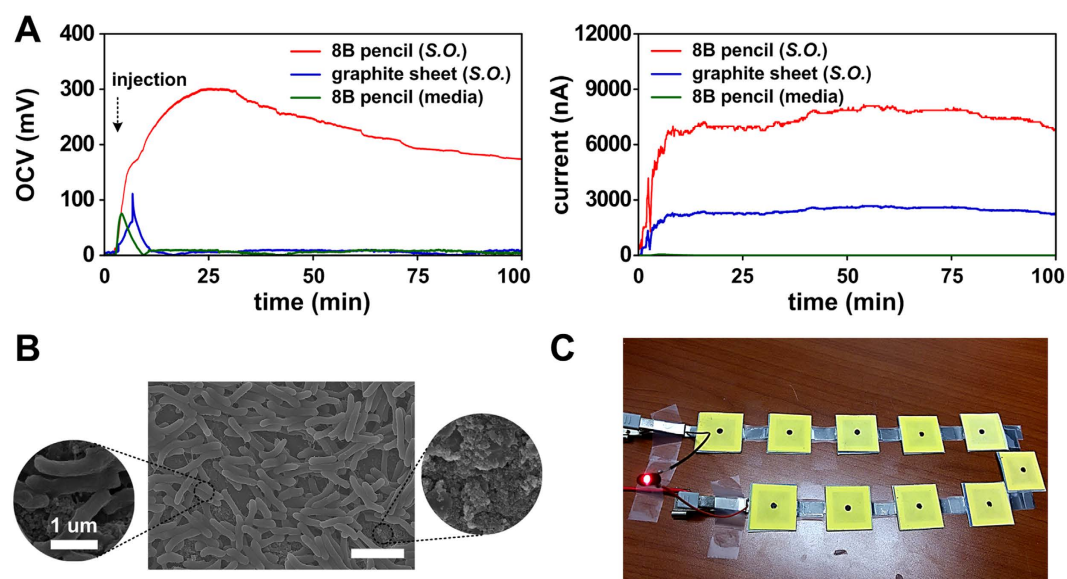 A
OCV (mV)
400
300
200
100
0
injection
8B pencil (S.O.)
graphite sheet (S.O.)
8B pencil (media)
0 25 50 75 100
time (min)
current (nA)
12000
9000
6000
3000
0
8B pencil (S.O.)
graphite sheet (S.O.)
8B pencil (media)
0 25 50 75 100
time (min)
B
1 um
C